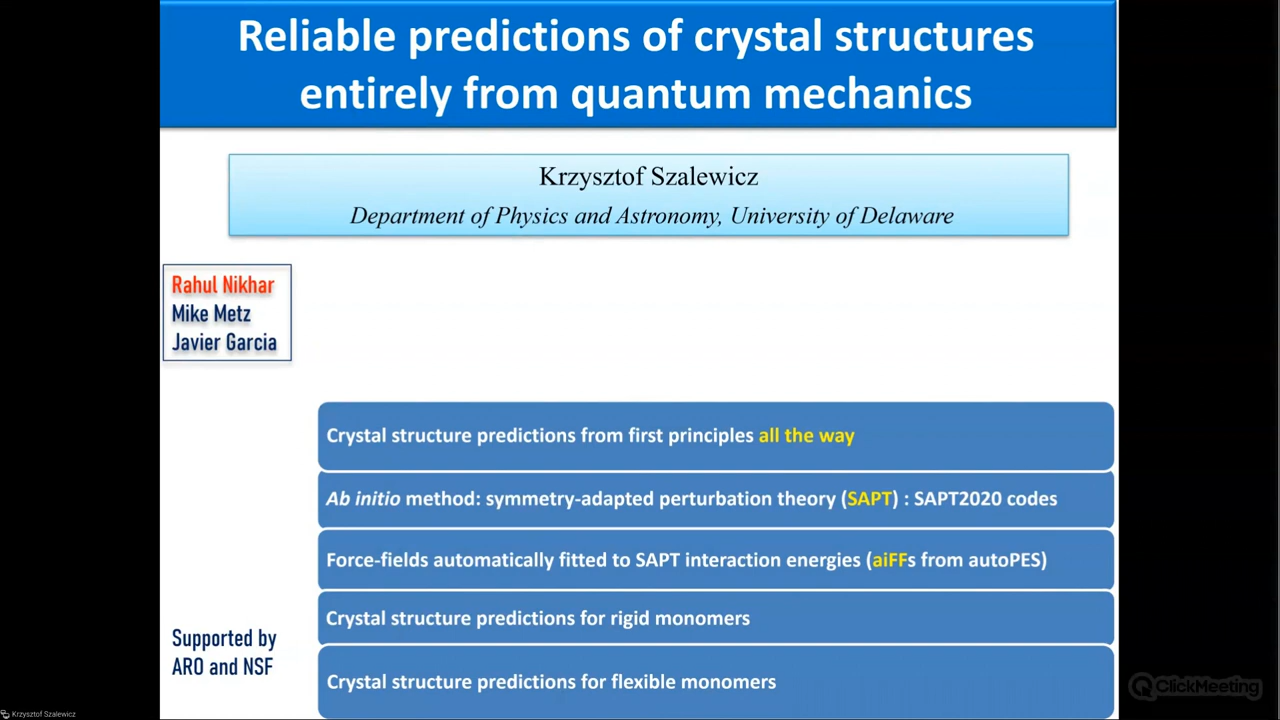 Reliable predictions of crystal structures
entirely from quantum mechanics
Krzysztof Szalewicz
Department of Physics and Astronomy, University of Delaware
Rahul Nikhar
Mike Metz
Javier Garcia
Crystal structure predictions from first principles all the way
Ab initio method: symmetry-adapted perturbation theory (SAPT) : SAPT2020 codes
Force-fields automatically fitted to SAPT interaction energies (aiFFs from autoPES)
Crystal structure predictions for rigid monomers
Supported by
ARO and NSF
Crystal structure predictions for flexible monomers
ClickMeeting
Krzysztof Szalewicz